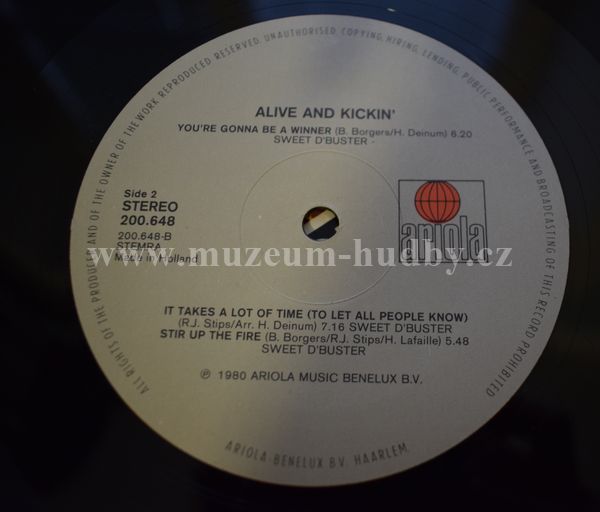 ALL RIGHTS OF THE PRODUCER AND OF THE OWNER OF THE WORK REPRODUCED RESERVED. UNAUTHORISED COPYING, HIRING, LENDING, PUBLIC PERFORMANCE AND BROADCASTING OF THIS RECORD PROHIBITED
ALIVE AND KICKIN'
YOU'RE GONNA BE A WINNER (B. Borgers/H. Deinum) 6.20
SWEET D'BUSTER -
Side 2
STEREO
200.648
200.648-B
STEMRA
Made in Holland
ariola
www.muzeum-hudby.cz
IT TAKES A LOT OF TIME (TO LET ALL PEOPLE KNOW)
(R.J. Stips/Arr. H. Deinum) 7.16 SWEET D'BUSTER
STIR UP THE FIRE (B. Borgers/R.J. Stips/H. Lafaille) 5.48
SWEET D'BUSTER
℗ 1980 ARIOLA MUSIC BENELUX B.V.
ARIOLA-BENELUX B.V. HAARLEM.